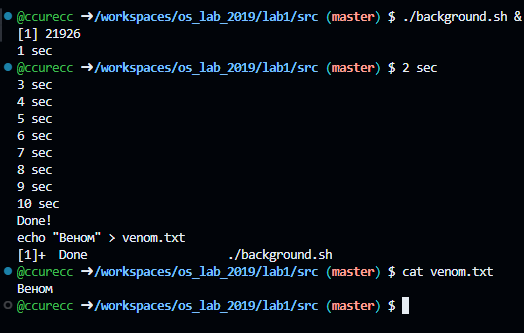 @ccurecc ➜/workspaces/os_lab_2019/lab1/src (master) $ ./background.sh &
[1] 21926
1 sec
@ccurecc ➜/workspaces/os_lab_2019/lab1/src (master) $ 2 sec
3 sec
4 sec
5 sec
6 sec
7 sec
8 sec
9 sec
10 sec
Done!
echo "Веном" > venom.txt
[1]+  Done                    ./background.sh
@ccurecc ➜/workspaces/os_lab_2019/lab1/src (master) $ cat venom.txt
Веном
@ccurecc ➜/workspaces/os_lab_2019/lab1/src (master) $